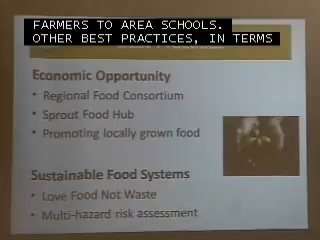 FARMERS TO AREA SCHOOLS.
OTHER BEST PRACTICES, IN TERMS
Economic Opportunity
• Regional Food Consortium
• Sprout Food Hub
• Promoting locally grown food
Sustainable Food Systems
• Love Food Not Waste
• Multi-hazard risk assessment